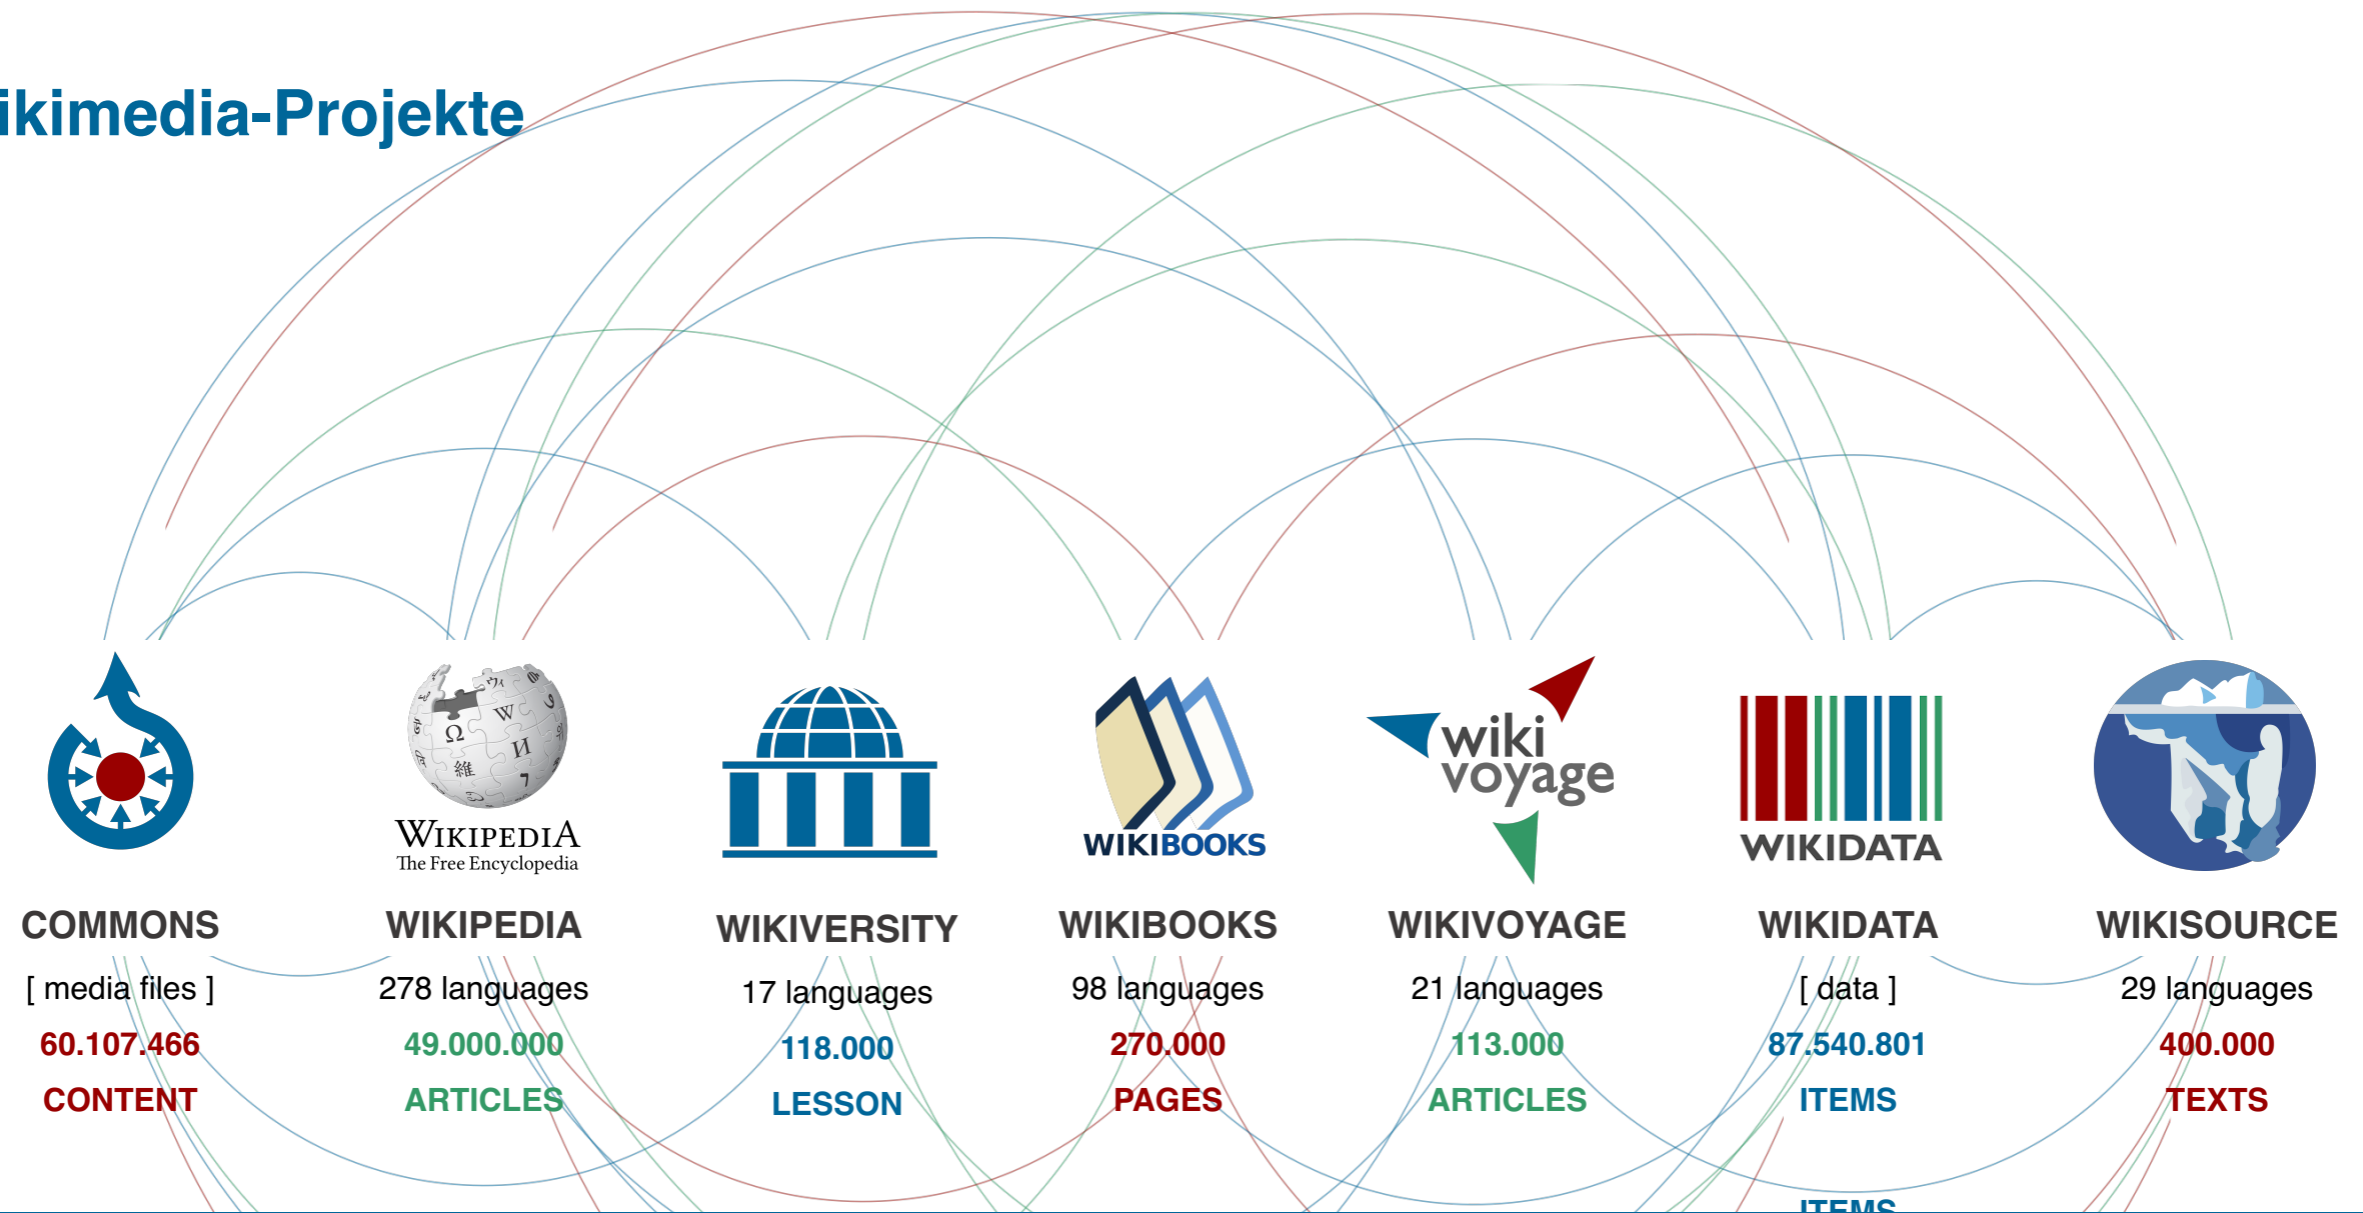 ikimedia-Projekte
Ω
W
И
維
WIKIPEDIA
The Free Encyclopedia
WIKIBOOKS
wiki
voyage
WIKIDATA
COMMONS
[ media files ]
60.107.466
CONTENT
WIKIPEDIA
278 languages
49.000.000
ARTICLES
WIKIVERSITY
17 languages
118.000
LESSON
WIKIBOOKS
98 languages
270.000
PAGES
WIKIVOYAGE
21 languages
113.000
ARTICLES
WIKIDATA
[ data ]
87.540.801
ITEMS
ITEMS
WIKISOURCE
29 languages
400.000
TEXTS